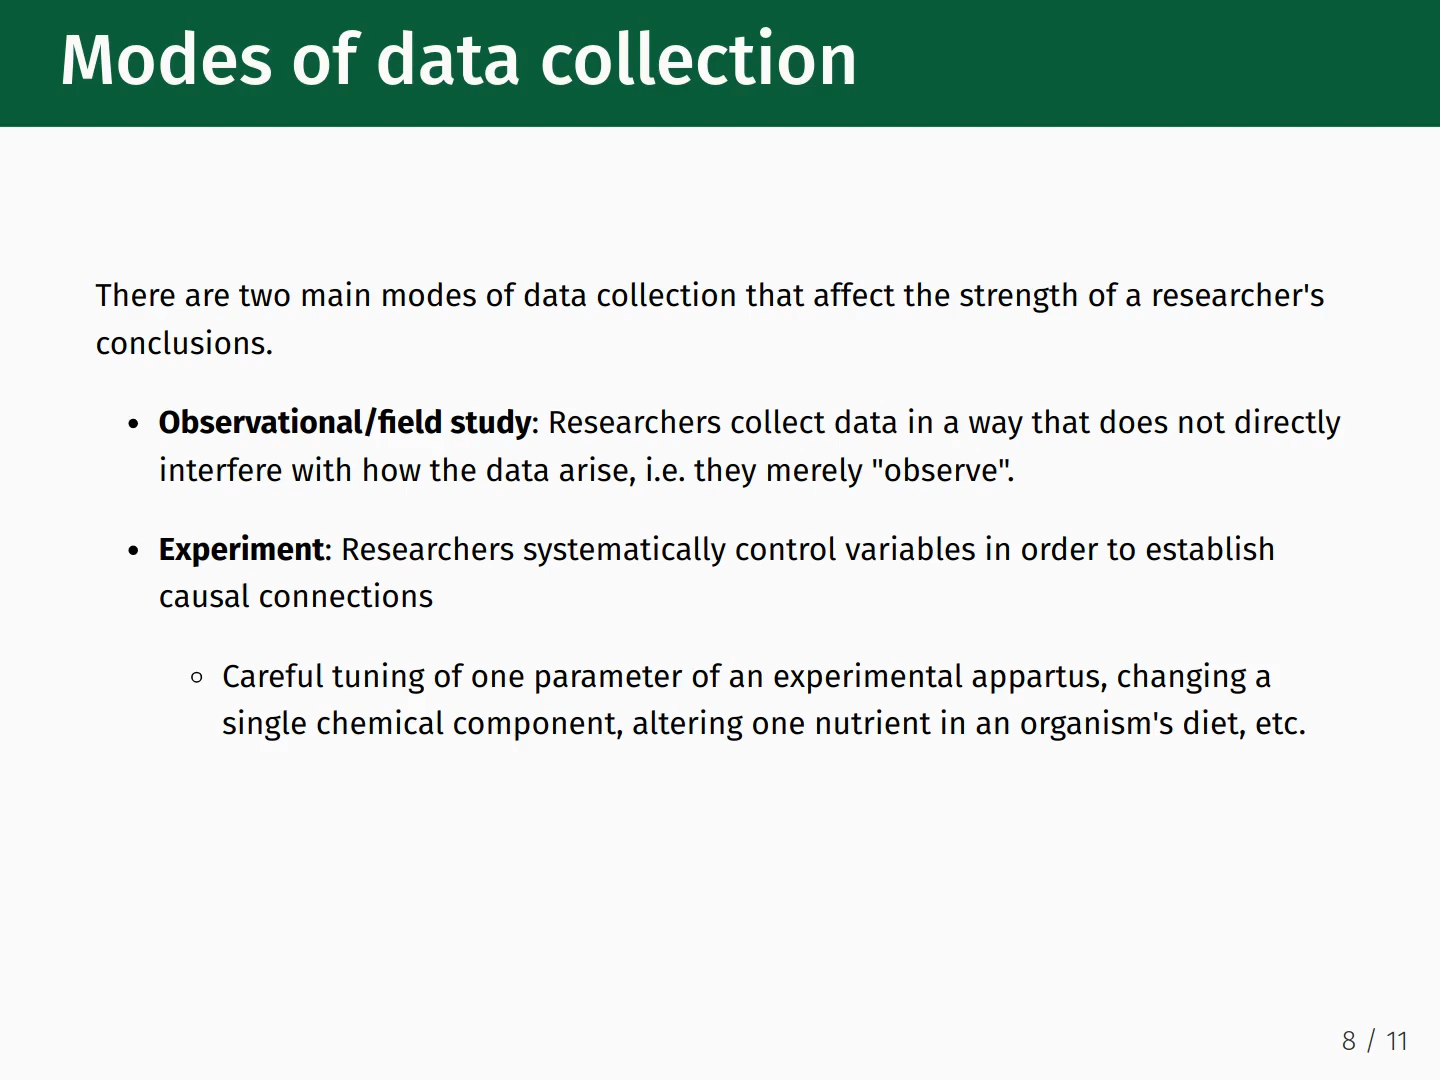 Modes of data collection
There are two main modes of data collection that affect the strength of a researcher's
conclusions.
• Observational/field study: Researchers collect data in a way that does not directly
interfere with how the data arise, i.e. they merely "observe".
• Experiment: Researchers systematically control variables in order to establish
causal connections
◦ Careful tuning of one parameter of an experimental appartus, changing a
single chemical component, altering one nutrient in an organism's diet, etc.
8 / 11